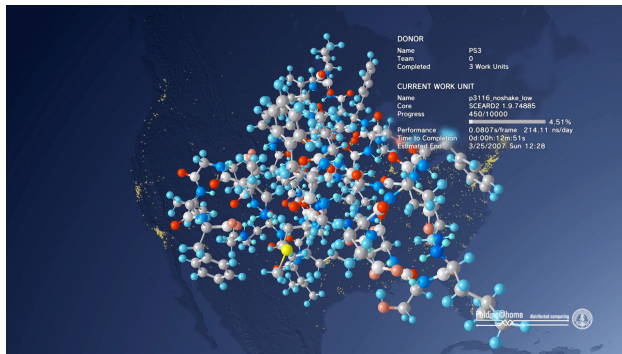 DONOR
Name PS3
Team 0
Completed 3 Work Units
CURRENT WORK UNIT
Name p3116_noshake_low
Core SCEARD2 1.9.74885
Progress 450/10000
4.51%
Performance 0.0807s/frame 214.11 ns/day
Time to Completion 0d:00h:12m:51s
Estimated End 3/25/2007 Sun 12:28
Folding@home distributed computing